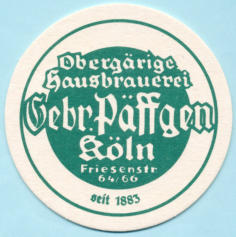 Obergärige
Hausbrauerei
Gebr. Päffgen
Köln
Friesenstr.
64/66
seit 1883